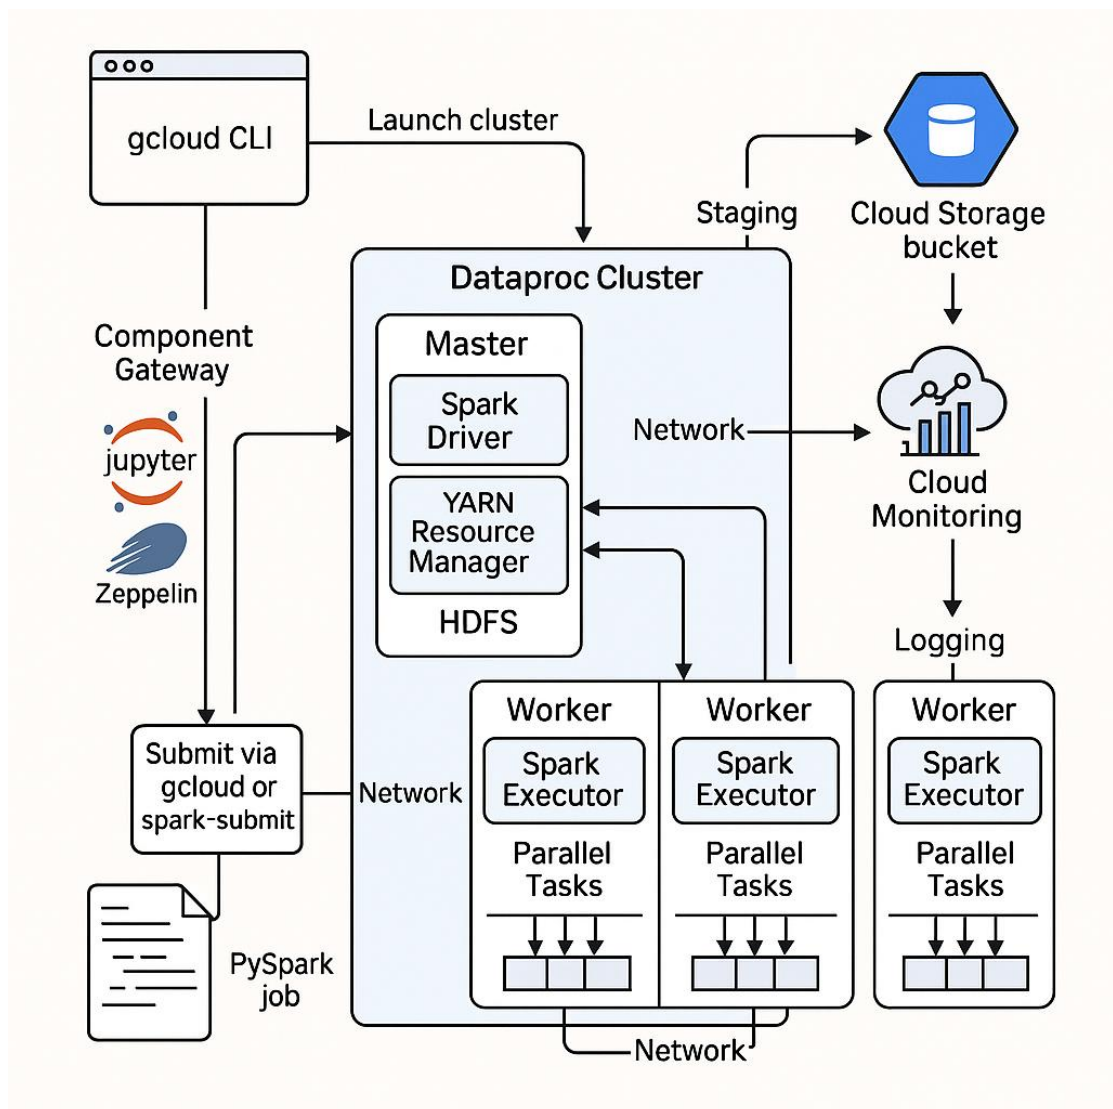 gcloud CLI
Launch cluster
Staging
Cloud Storage
bucket
Dataproc Cluster
Master
Spark
Driver
YARN
Resource
Manager
HDFS
Component
Gateway
jupyter
Zeppelin
Network
Cloud
Monitoring
Logging
Submit via
gcloud or
spark-submit
Network
PySpark
job
Worker
Spark
Executor
Parallel
Tasks
Worker
Spark
Executor
Parallel
Tasks
Worker
Spark
Executor
Parallel
Tasks
Network